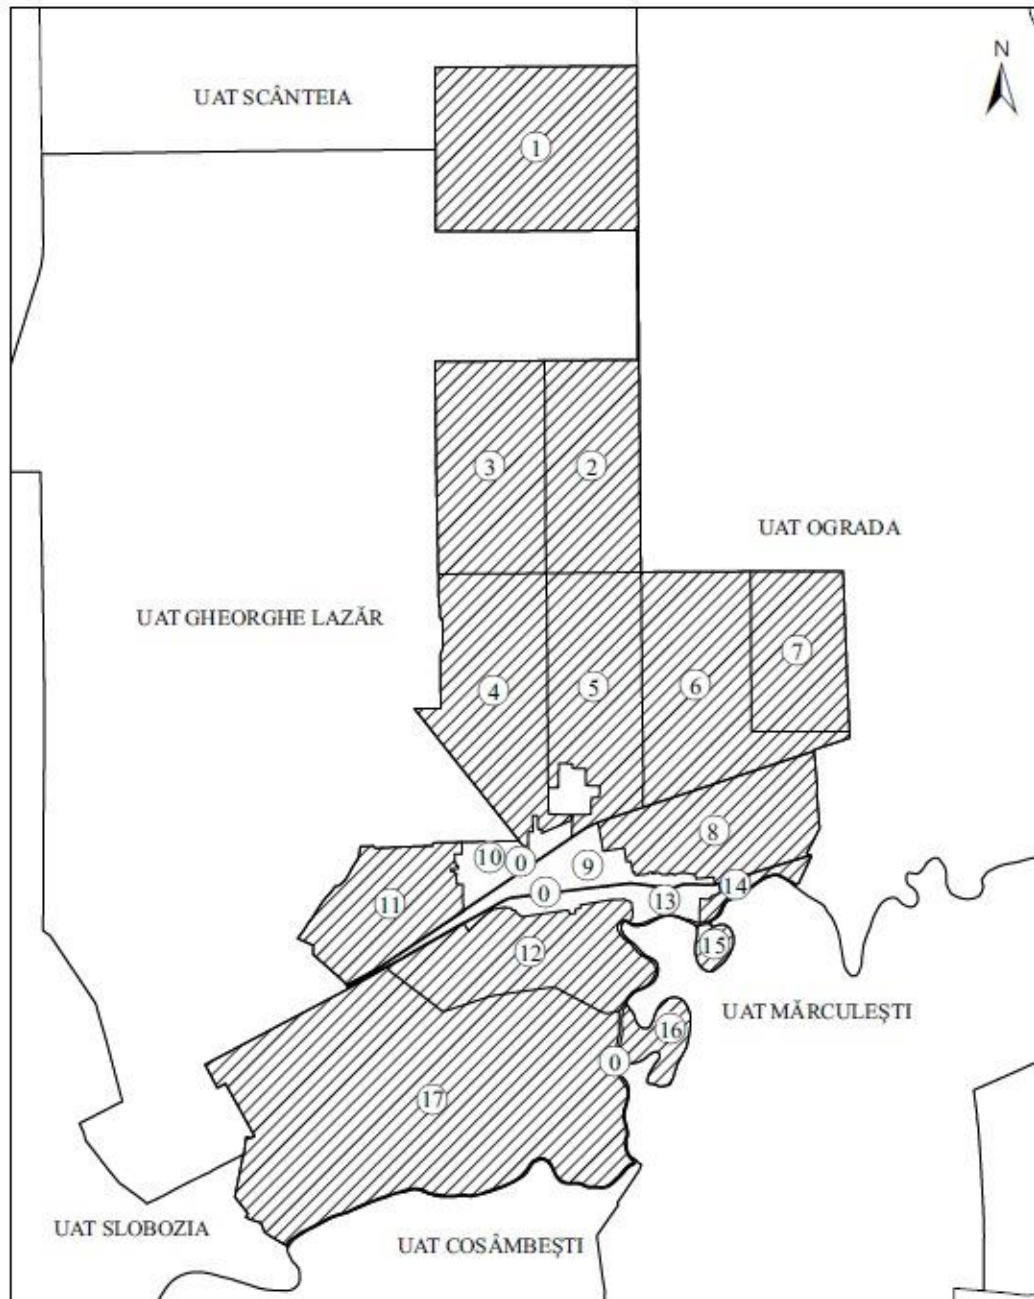 N
UAT SCÂNTEIA
1
3
2
UAT OGRADA
UAT GHEORGHE LAZĂR
7
4
5
6
8
10
0
9
14
0
13
11
15
12
UAT MĂRCULEȘTI
16
0
17
UAT SLOBOZIA
UAT COSÂMBEȘTI